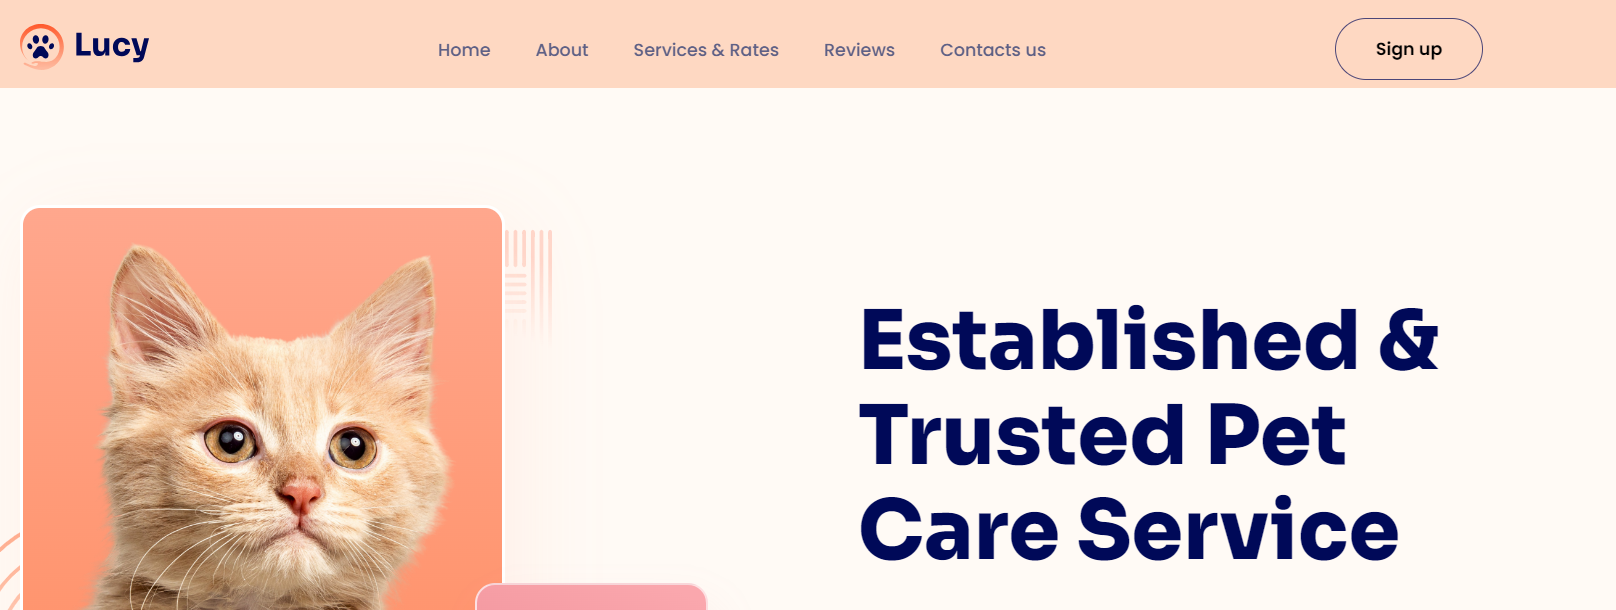 Lucy
Home About Services & Rates Reviews Contacts us
Sign up
Established &
Trusted Pet
Care Service